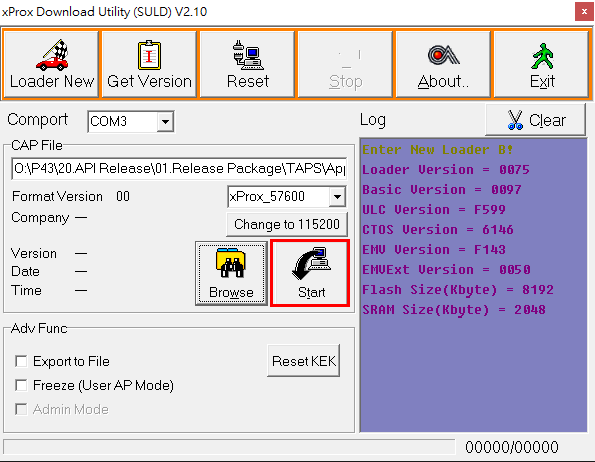 xProx Download Utility (SULD) V2.10
Loader New
Get Version
Reset
Stop
About..
Exit
Comport
COM3
Log
Clear
CAP File
O:\P43\20.API Release\01.Release Package\TAPS\App
Format Version 00
xProx_57600
Company —
Change to 115200
Version —
Date —
Time —
Browse
Start
Adv Func
Export to File
Reset KEK
Freeze (User AP Mode)
Admin Mode
Enter New Loader B!
Loader Version = 0075
Basic Version = 0097
ULC Version = F599
CTOS Version = 6146
EMV Version = F143
EMVExt Version = 0050
Flash Size(Kbyte) = 8192
SRAM Size(Kbyte) = 2048
00000/00000